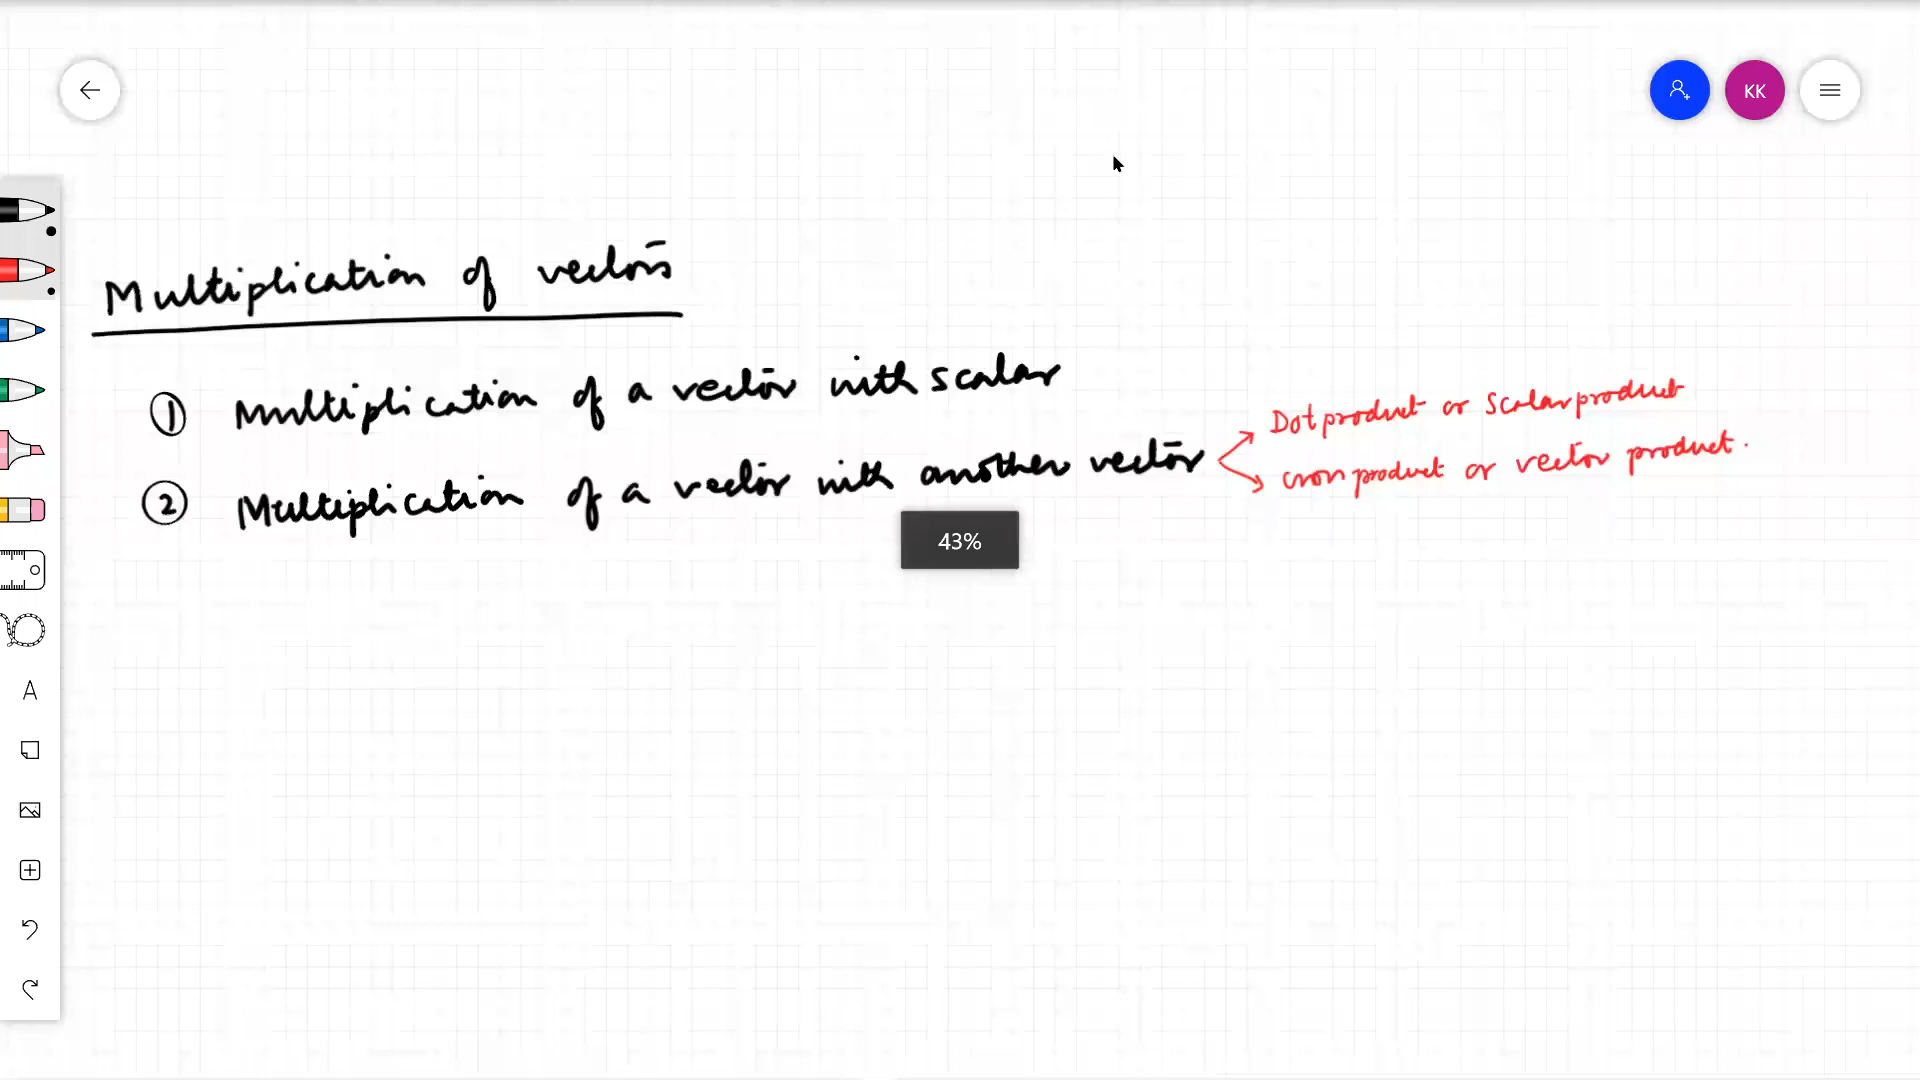 KK
Multiplication of vectors
① Multiplication of a vector with scalar
② Multiplication of a vector with another vector
Dot product or Scalar product
cross product or vector product.
43%
A